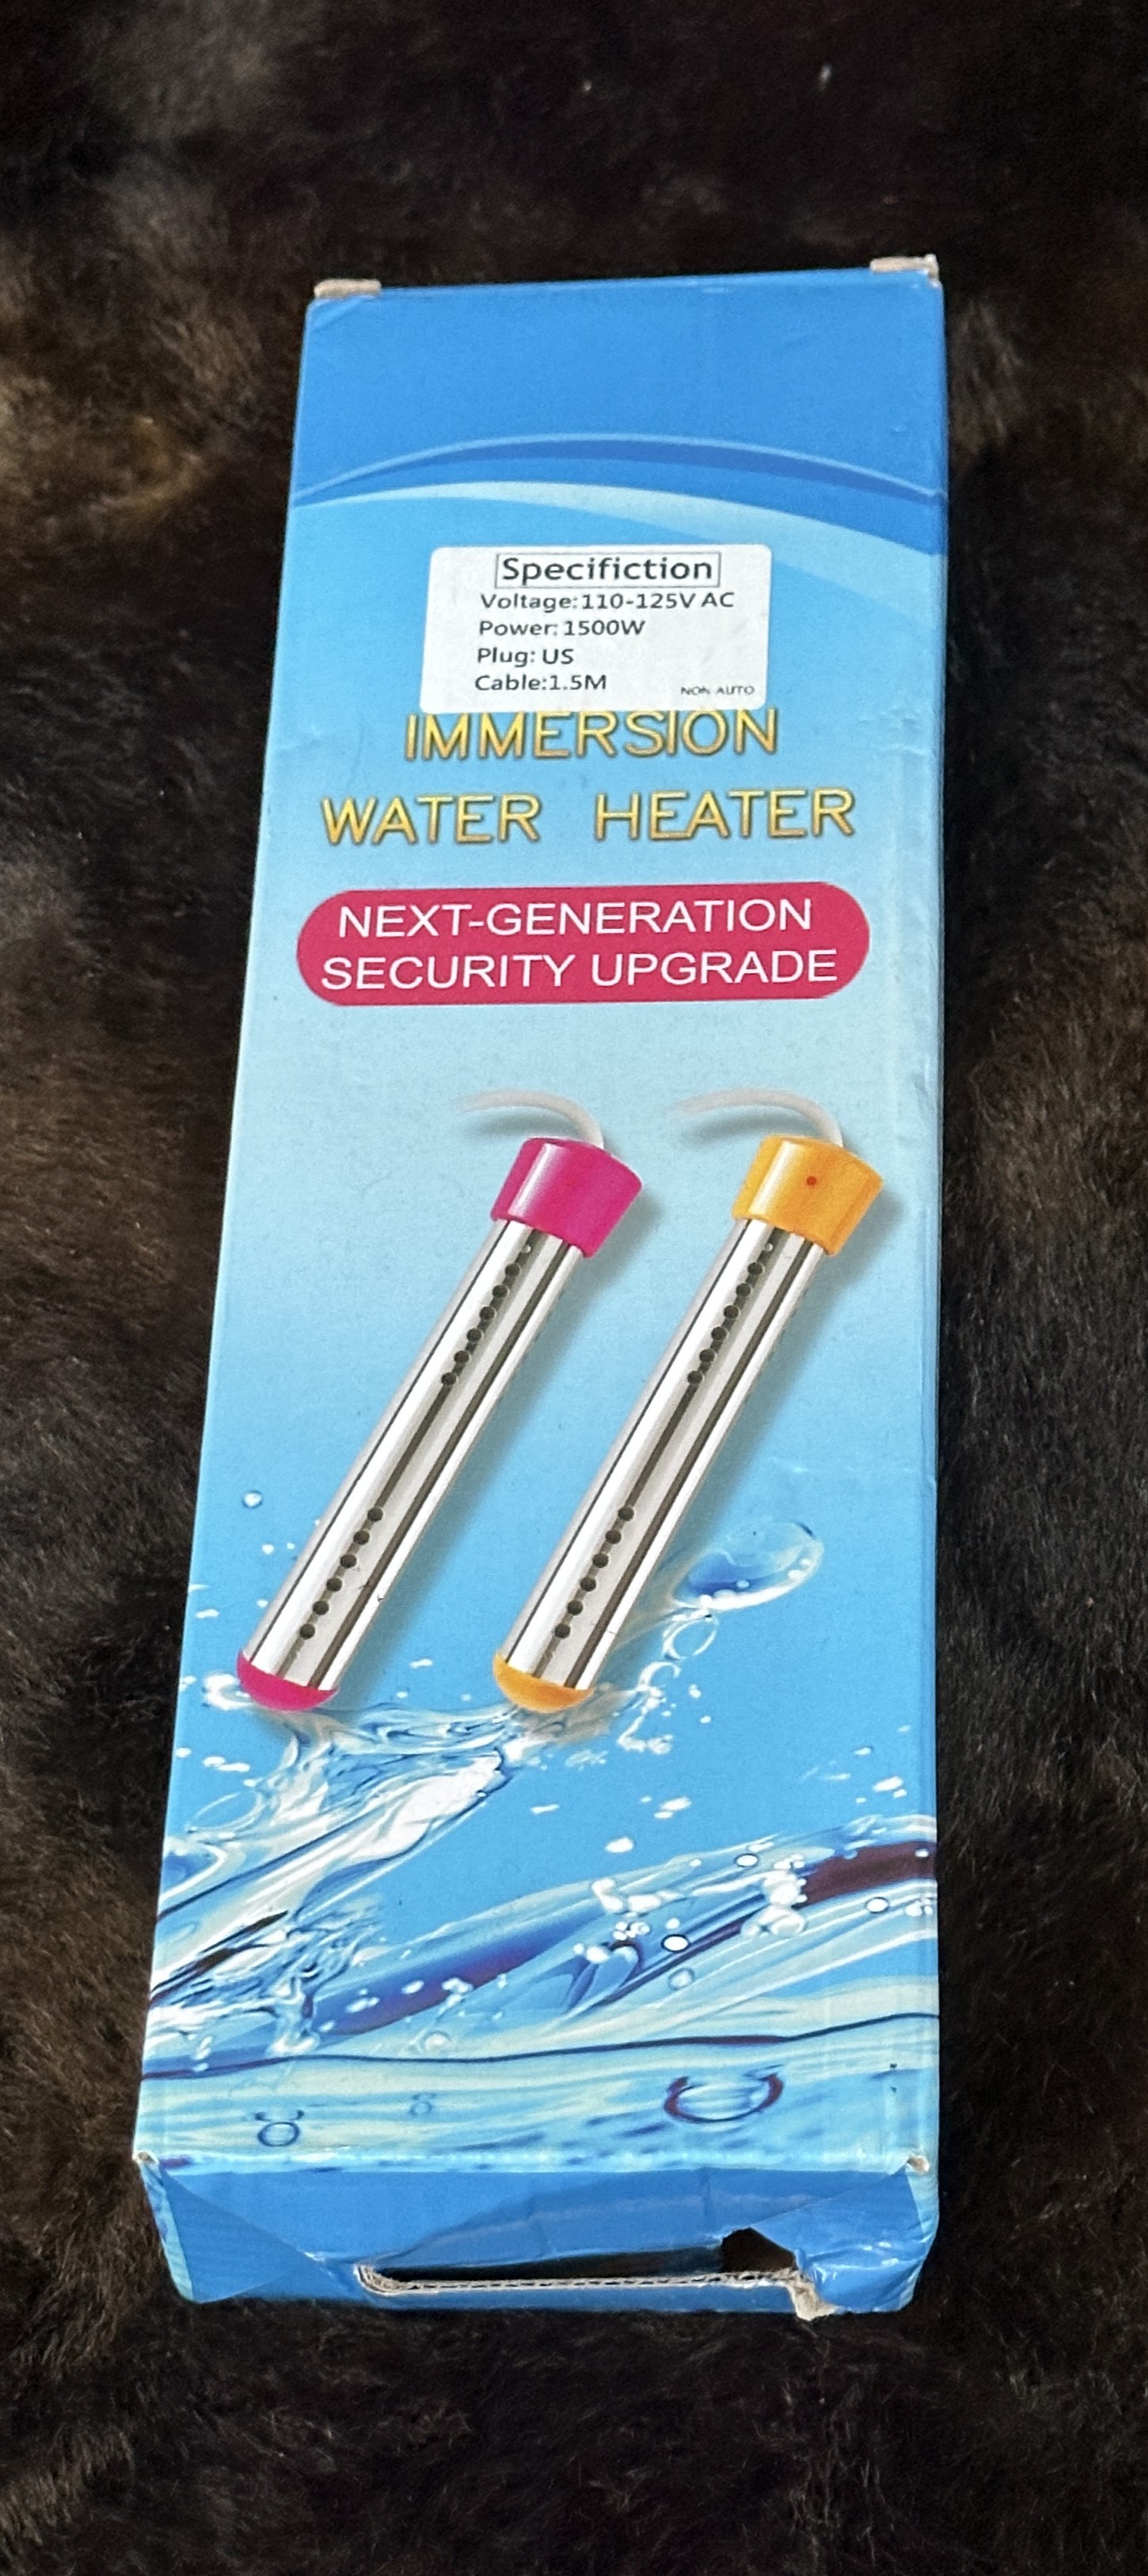 Specifiction
Voltage:110-125V AC
Power:1500W
Plug: US
Cable:1.5M
NON-AUTO
IMMERSION
WATER HEATER
NEXT-GENERATION
SECURITY UPGRADE